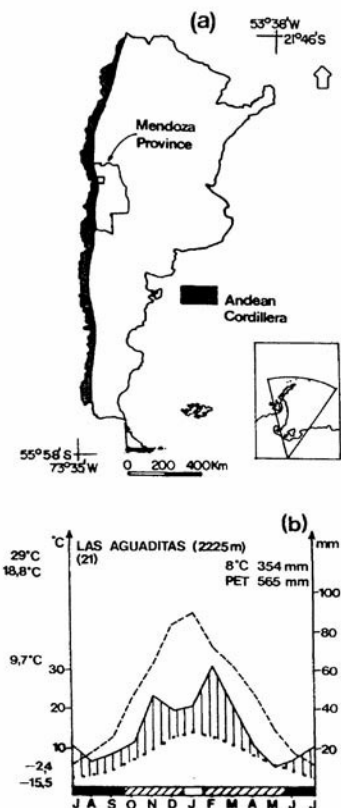 (a)
53°38'W
21°46'S
Mendoza
Province
Andean
Cordillera
55°58'S
73°35'W
0 200 400Km
(b)
°C
LAS AGUADITAS (2225m)
(21)
mm
29°C
18,8°C
8°C 354 mm
PET 565 mm
100
80
9,7°C
30
60
20
40
10
20
-2,4
-15,5
J A S O N D J F M A M J